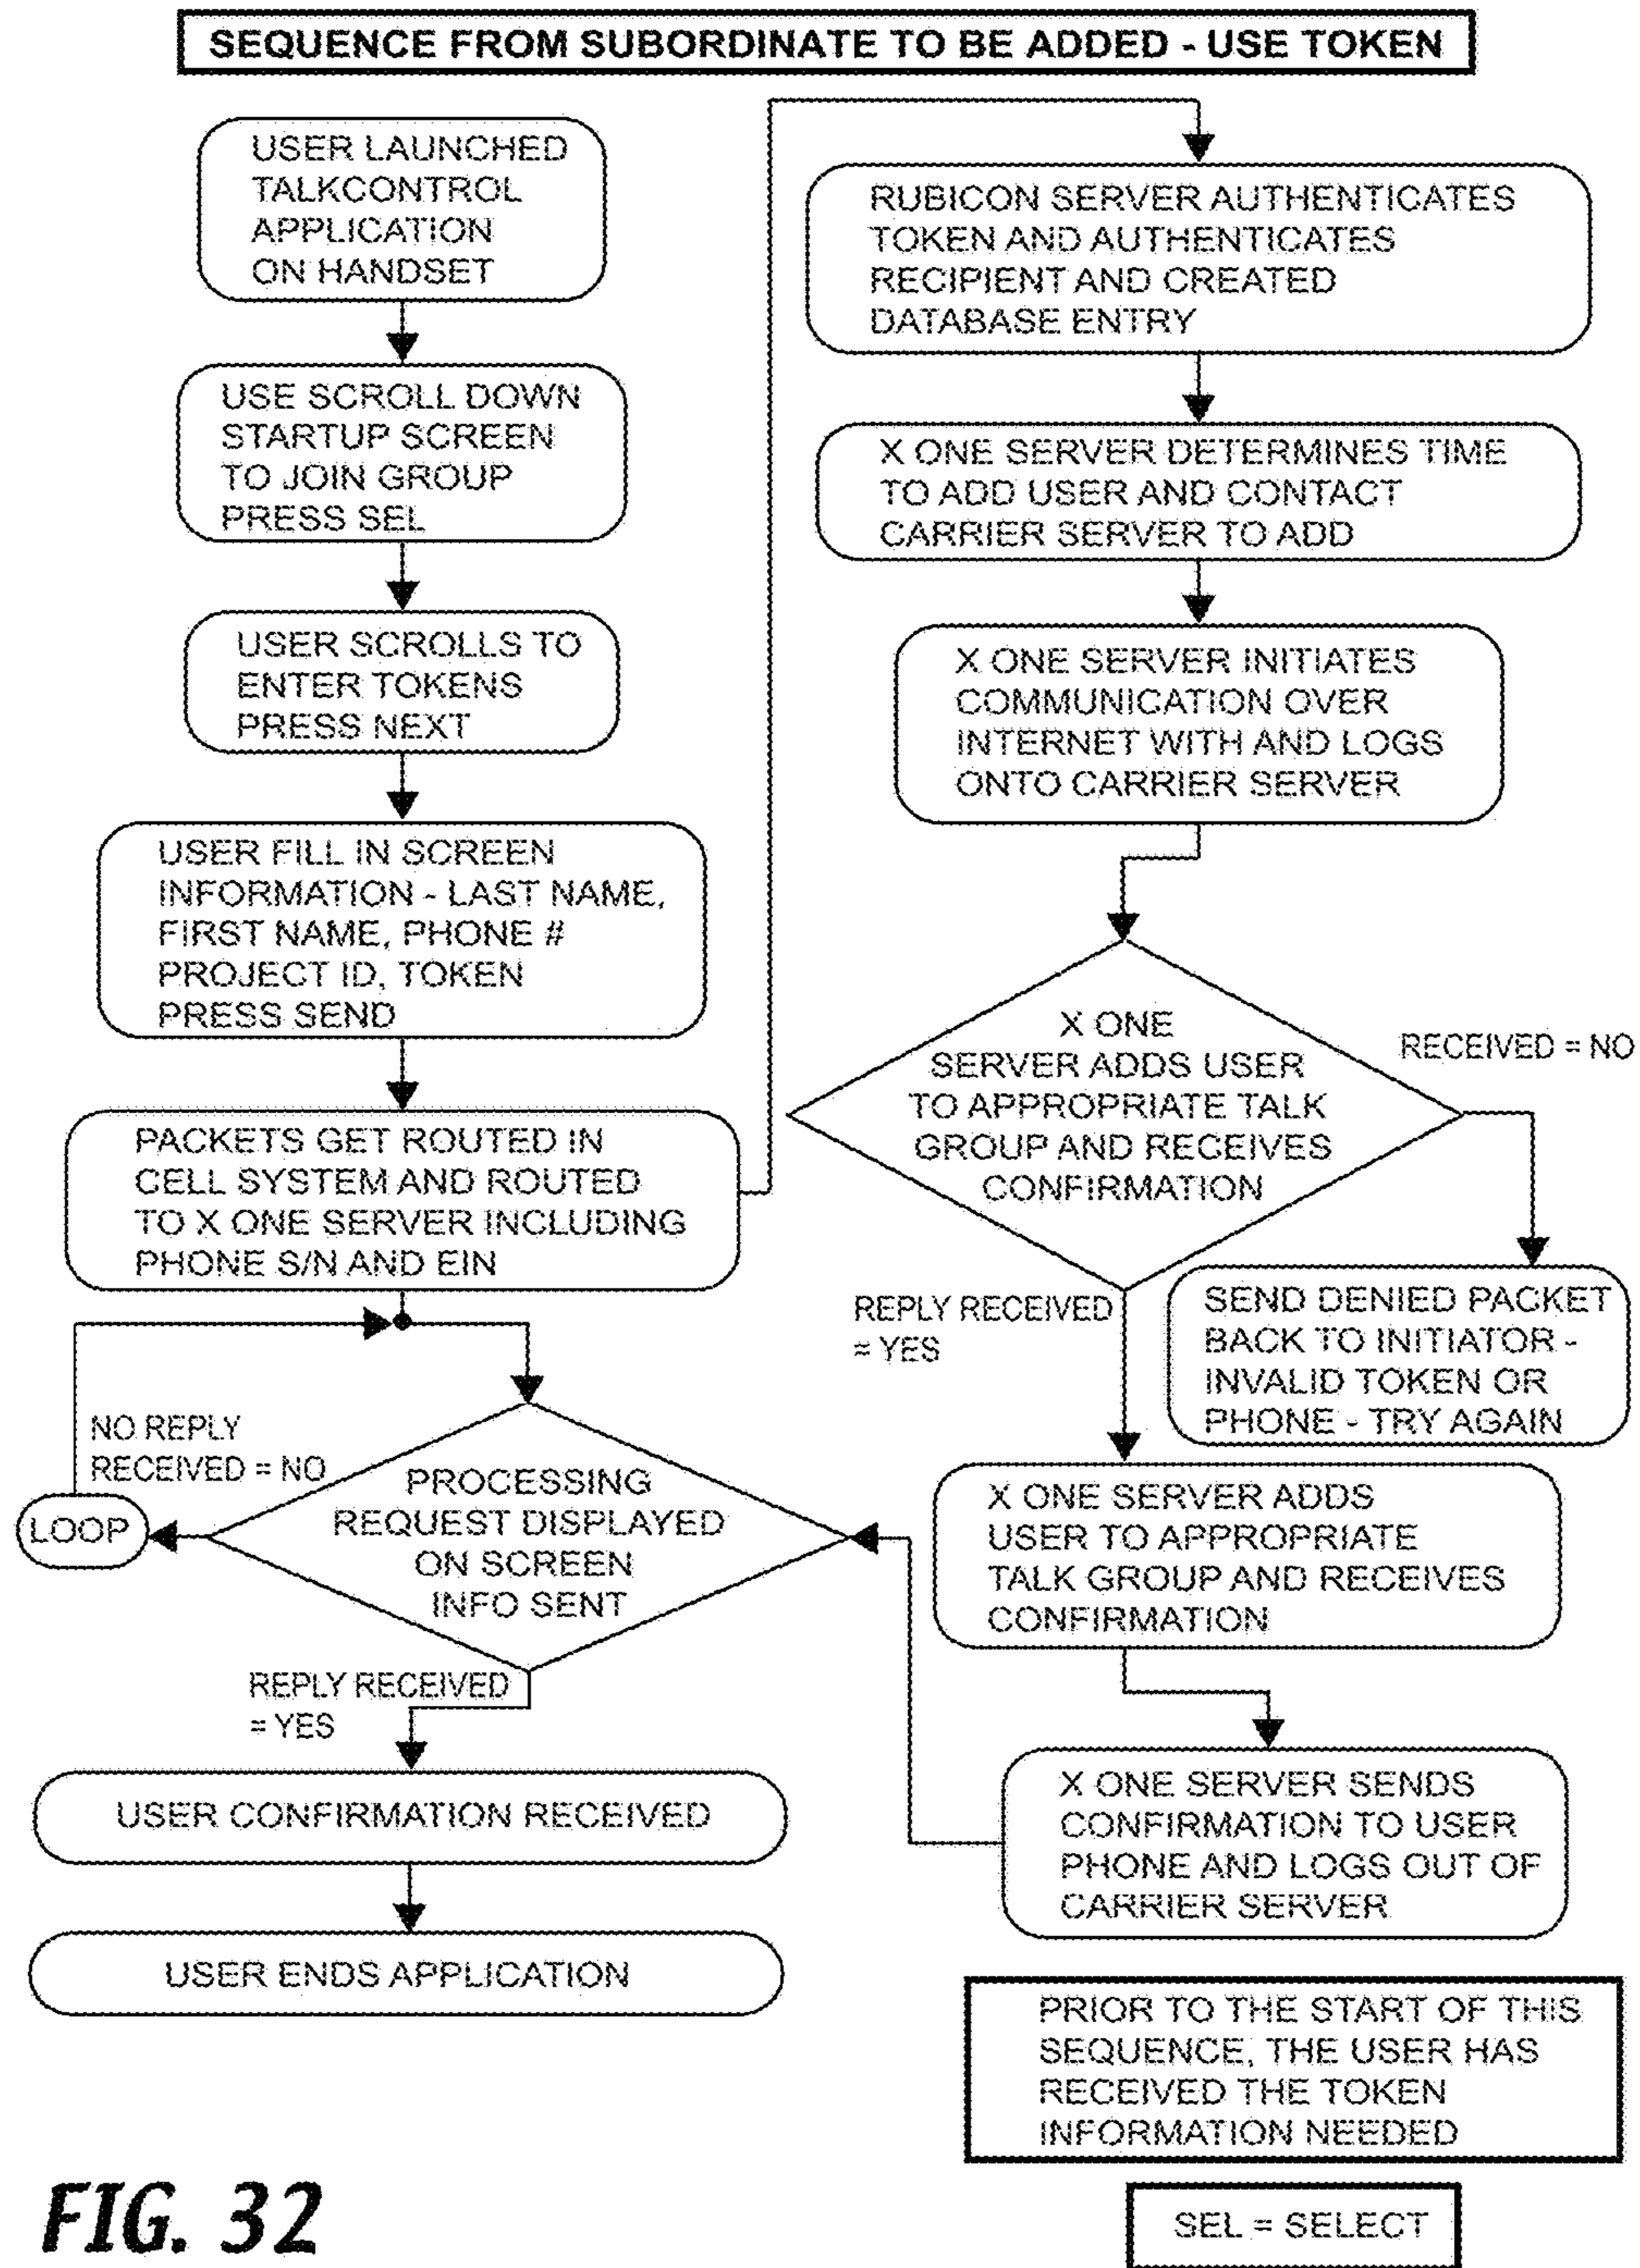 SEQUENCE FROM SUBORDINATE TO BE ADDED - USE TOKEN
USER LAUNCHED
TALKCONTROL
APPLICATION
ON HANDSET
USE SCROLL DOWN
STARTUP SCREEN
TO JOIN GROUP
PRESS SEL
USER SCROLLS TO
ENTER TOKENS
PRESS NEXT
USER FILL IN SCREEN
INFORMATION - LAST NAME,
FIRST NAME, PHONE #
PROJECT ID, TOKEN
PRESS SEND
PACKETS GET ROUTED IN
CELL SYSTEM AND ROUTED
TO X ONE SERVER INCLUDING
PHONE S/N AND EIN
NO REPLY
RECEIVED = NO
LOOP
PROCESSING
REQUEST DISPLAYED
ON SCREEN
INFO SENT
REPLY RECEIVED
= YES
USER CONFIRMATION RECEIVED
USER ENDS APPLICATION
RUBICON SERVER AUTHENTICATES
TOKEN AND AUTHENTICATES
RECIPIENT AND CREATED
DATABASE ENTRY
X ONE SERVER DETERMINES TIME
TO ADD USER AND CONTACT
CARRIER SERVER TO ADD
X ONE SERVER INITIATES
COMMUNICATION OVER
INTERNET WITH AND LOGS
ONTO CARRIER SERVER
X ONE
SERVER ADDS USER
TO APPROPRIATE TALK
GROUP AND RECEIVES
CONFIRMATION
RECEIVED = NO
SEND DENIED PACKET
BACK TO INITIATOR -
INVALID TOKEN OR
PHONE - TRY AGAIN
REPLY RECEIVED
= YES
X ONE SERVER ADDS
USER TO APPROPRIATE
TALK GROUP AND RECEIVES
CONFIRMATION
X ONE SERVER SENDS
CONFIRMATION TO USER
PHONE AND LOGS OUT OF
CARRIER SERVER
PRIOR TO THE START OF THIS
SEQUENCE, THE USER HAS
RECEIVED THE TOKEN
INFORMATION NEEDED
SEL = SELECT
FIG. 32